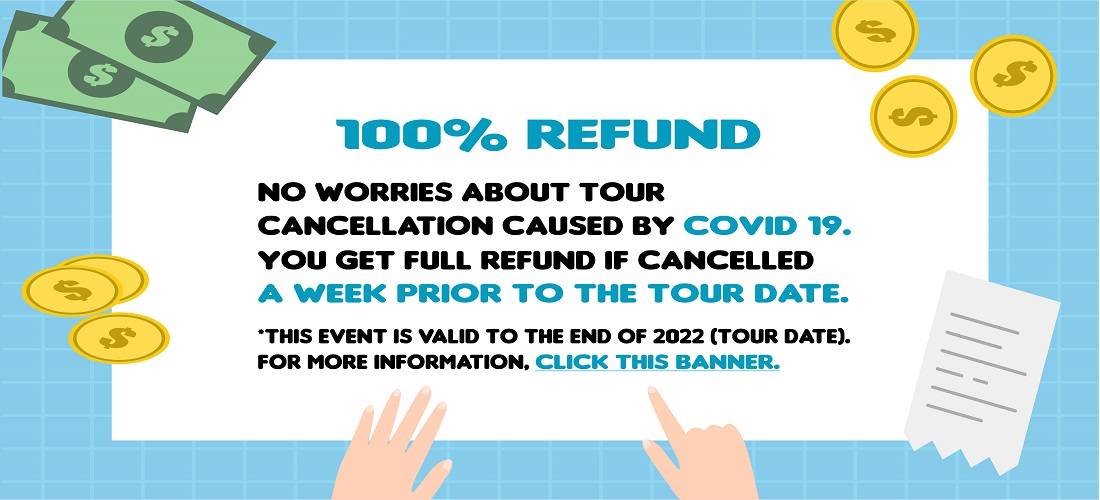 100% REFUND
NO WORRIES ABOUT TOUR
CANCELLATION CAUSED BY COVID 19.
YOU GET FULL REFUND IF CANCELLED
A WEEK PRIOR TO THE TOUR DATE.
*THIS EVENT IS VALID TO THE END OF 2022 (TOUR DATE).
FOR MORE INFORMATION, CLICK THIS BANNER.